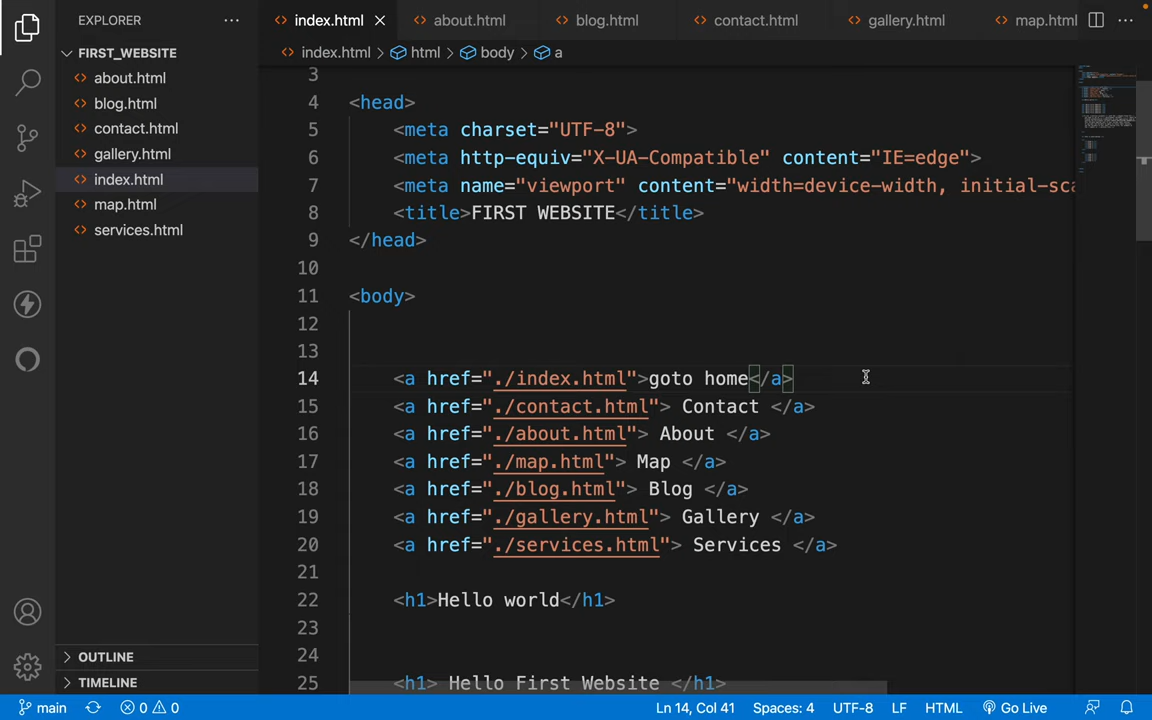 EXPLORER ···
FIRST_WEBSITE
about.html
blog.html
contact.html
gallery.html
index.html
map.html
services.html
OUTLINE
TIMELINE
index.html about.html blog.html contact.html gallery.html map.html ···
index.html > html > body > a
3
4 <head>
5 <meta charset="UTF-8">
6 <meta http-equiv="X-UA-Compatible" content="IE=edge">
7 <meta name="viewport" content="width=device-width, initial-sca
8 <title>FIRST WEBSITE</title>
9 </head>
10
11 <body>
12
13
14 <a href="./index.html">goto home</a>
15 <a href="./contact.html"> Contact </a>
16 <a href="./about.html"> About </a>
17 <a href="./map.html"> Map </a>
18 <a href="./blog.html"> Blog </a>
19 <a href="./gallery.html"> Gallery </a>
20 <a href="./services.html"> Services </a>
21
22 <h1>Hello world</h1>
23
24
25 <h1> Hello First Website </h1>
main 0 0 Ln 14, Col 41 Spaces: 4 UTF-8 LF HTML Go Live